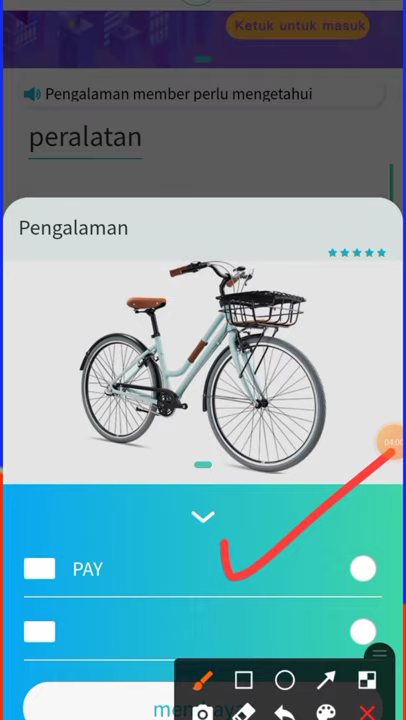 Ketuk untuk masuk
Pengalaman member perlu mengetahui
peralatan
Pengalaman
PAY